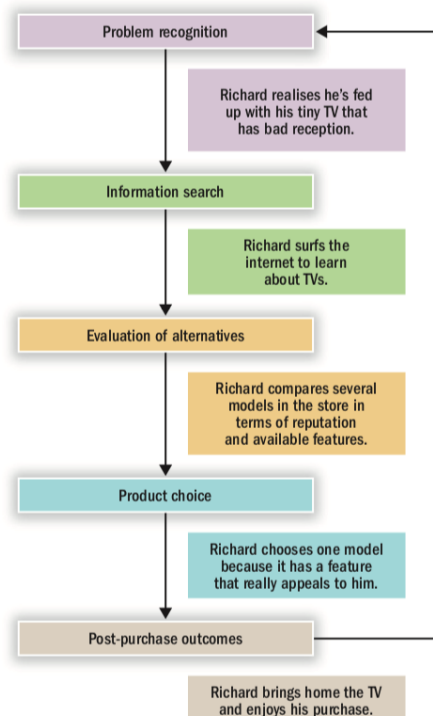 Problem recognition
Richard realises he's fed
up with his tiny TV that
has bad reception.
Information search
Richard surfs the
internet to learn
about TVs.
Evaluation of alternatives
Richard compares several
models in the store in
terms of reputation
and available features.
Product choice
Richard chooses one model
because it has a feature
that really appeals to him.
Post-purchase outcomes
Richard brings home the TV
and enjoys his purchase.